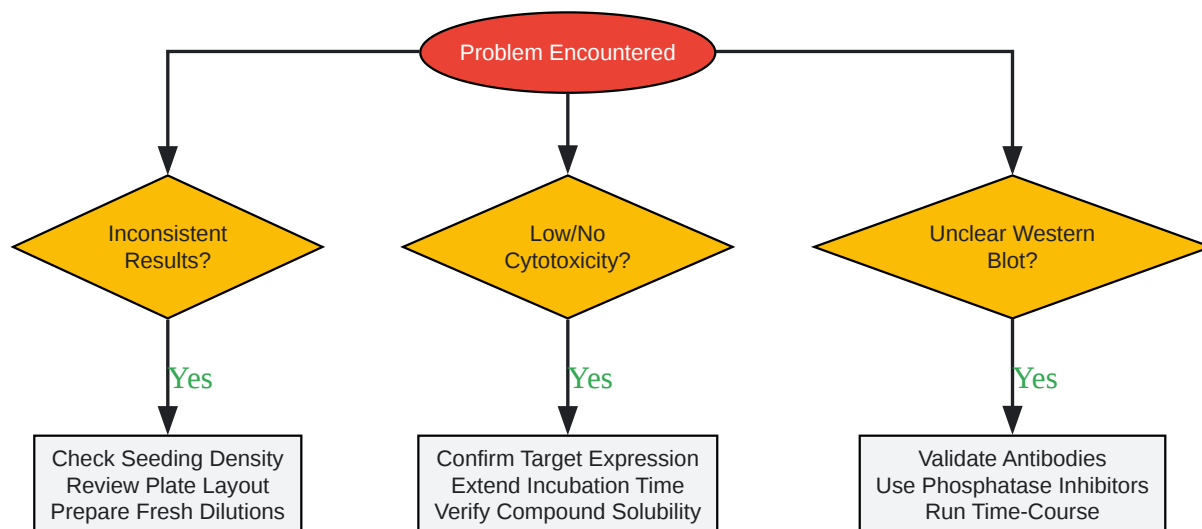 Problem Encountered
Inconsistent
Results?
Low/No
Cytotoxicity?
Unclear Western
Blot?
Yes
Yes
Yes
Check Seeding Density
Review Plate Layout
Prepare Fresh Dilutions
Confirm Target Expression
Extend Incubation Time
Verify Compound Solubility
Validate Antibodies
Use Phosphatase Inhibitors
Run Time-Course